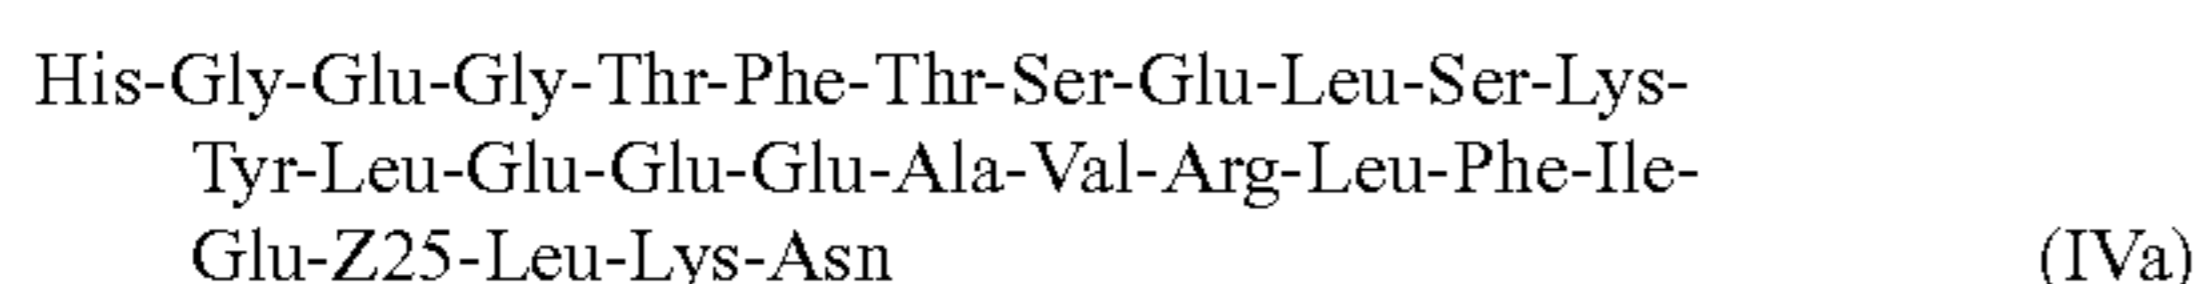 His-Gly-Glu-Gly-Thr-Phe-Thr-Ser-Glu-Leu-Ser-Lys-
Tyr-Leu-Glu-Glu-Glu-Ala-Val-Arg-Leu-Phe-Ile-
Glu-Z25-Leu-Lys-Asn (IVa)